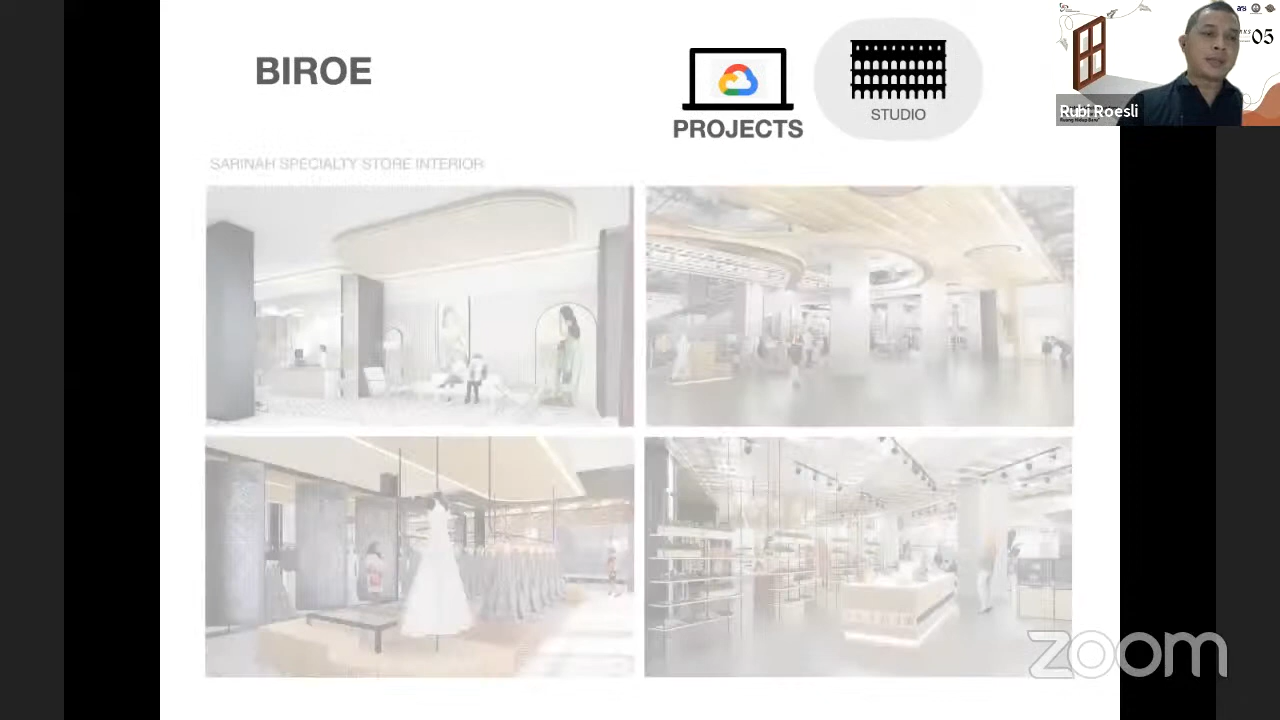 BIROE
PROJECTS
STUDIO
SARINAH SPECIALTY STORE INTERIOR
05
Rubi Roesli
zoom